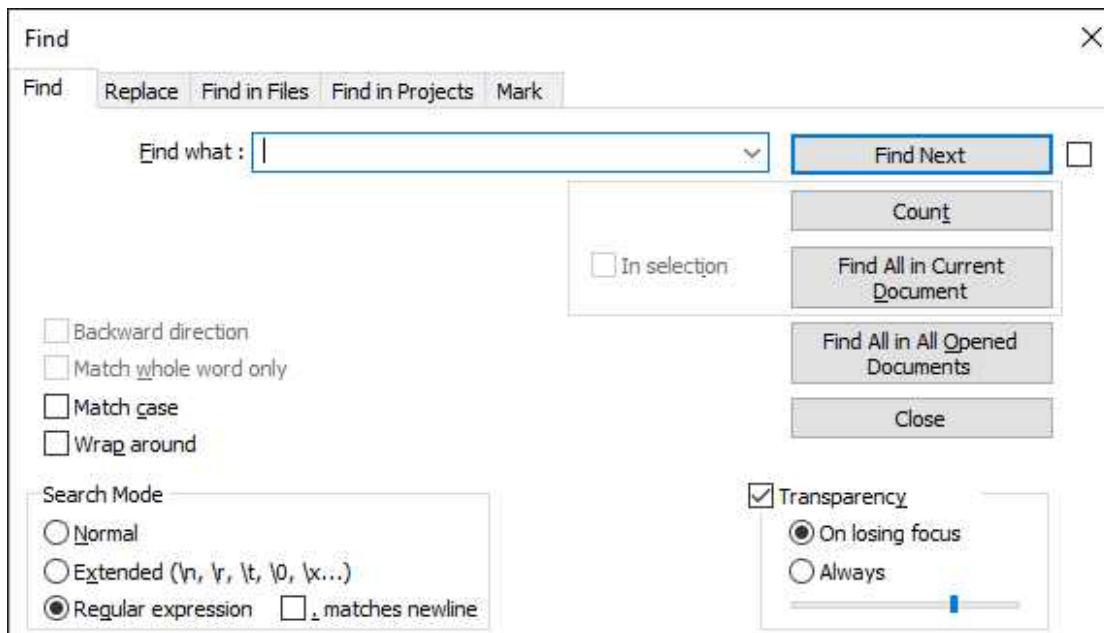 Find
Find Replace Find in Files Find in Projects Mark
Find what : Find Next
Count
In selection Find All in Current
Document
Backward direction Find All in All Opened
Match whole word only Documents
Match case Close
Wrap around
Search Mode Transparency
Normal On losing focus
Extended (\n, \r, \t, \0, \x...) Always
Regular expression . matches newline